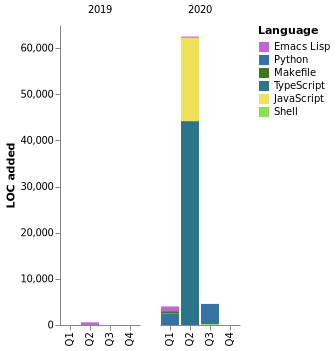 2019 2020
Language
Emacs Lisp
Python
Makefile
TypeScript
JavaScript
Shell
LOC added
60,000
50,000
40,000
30,000
20,000
10,000
0
Q1 Q2 Q3 Q4 Q1 Q2 Q3 Q4